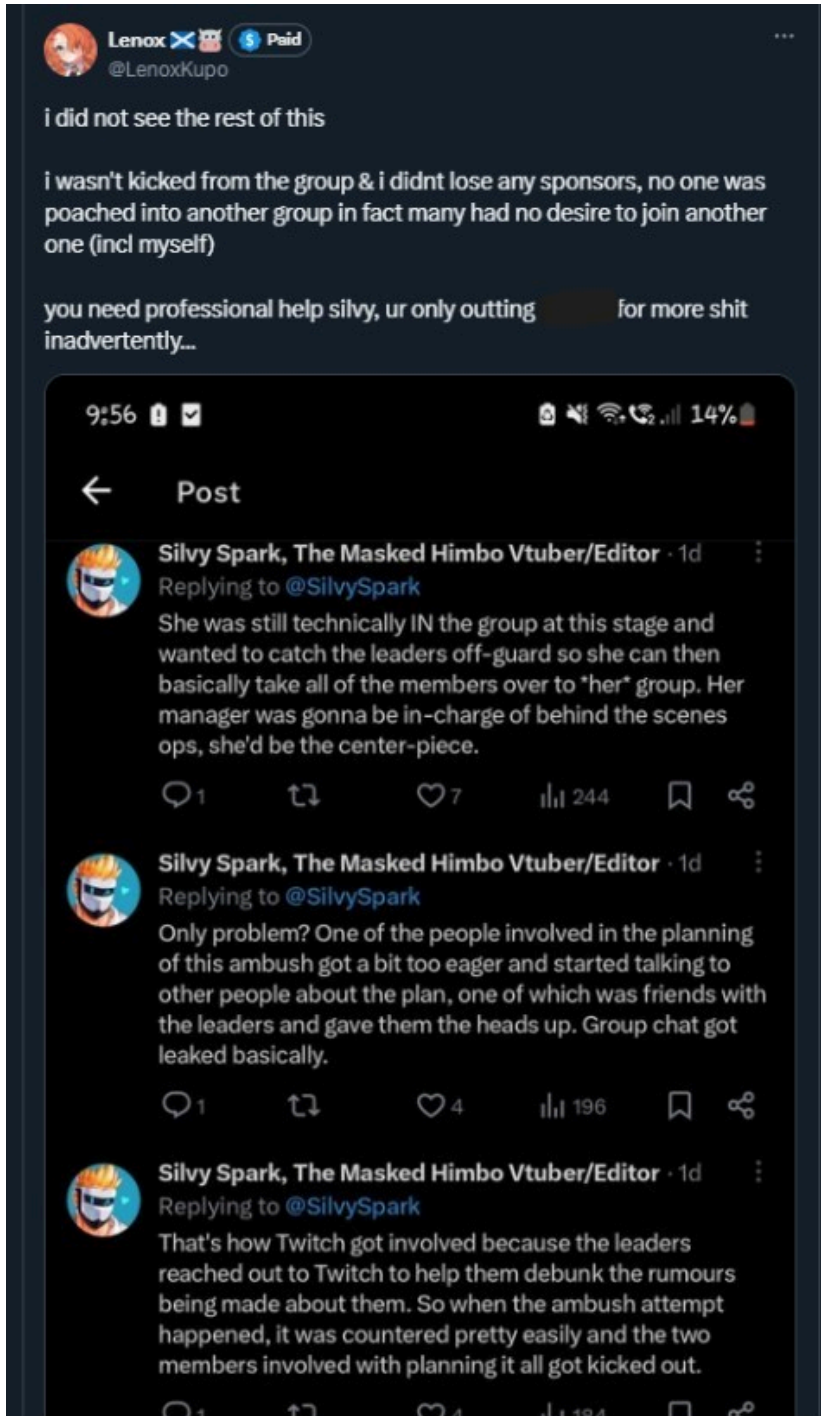 Lenox Paid
@LenoxKupo
i did not see the rest of this
i wasn't kicked from the group & i didnt lose any sponsors, no one was
poached into another group in fact many had no desire to join another
one (incl myself)
you need professional help silvy, ur only outting for more shit
inadvertently...
9:56 14%
Post
Silvy Spark, The Masked Himbo Vtuber/Editor · 1d
Replying to @SilvySpark
She was still technically IN the group at this stage and
wanted to catch the leaders off-guard so she can then
basically take all of the members over to *her* group. Her
manager was gonna be in-charge of behind the scenes
ops, she'd be the center-piece.
1 7 244
Silvy Spark, The Masked Himbo Vtuber/Editor · 1d
Replying to @SilvySpark
Only problem? One of the people involved in the planning
of this ambush got a bit too eager and started talking to
other people about the plan, one of which was friends with
the leaders and gave them the heads up. Group chat got
leaked basically.
1 4 196
Silvy Spark, The Masked Himbo Vtuber/Editor · 1d
Replying to @SilvySpark
That's how Twitch got involved because the leaders
reached out to Twitch to help them debunk the rumours
being made about them. So when the ambush attempt
happened, it was countered pretty easily and the two
members involved with planning it all got kicked out.